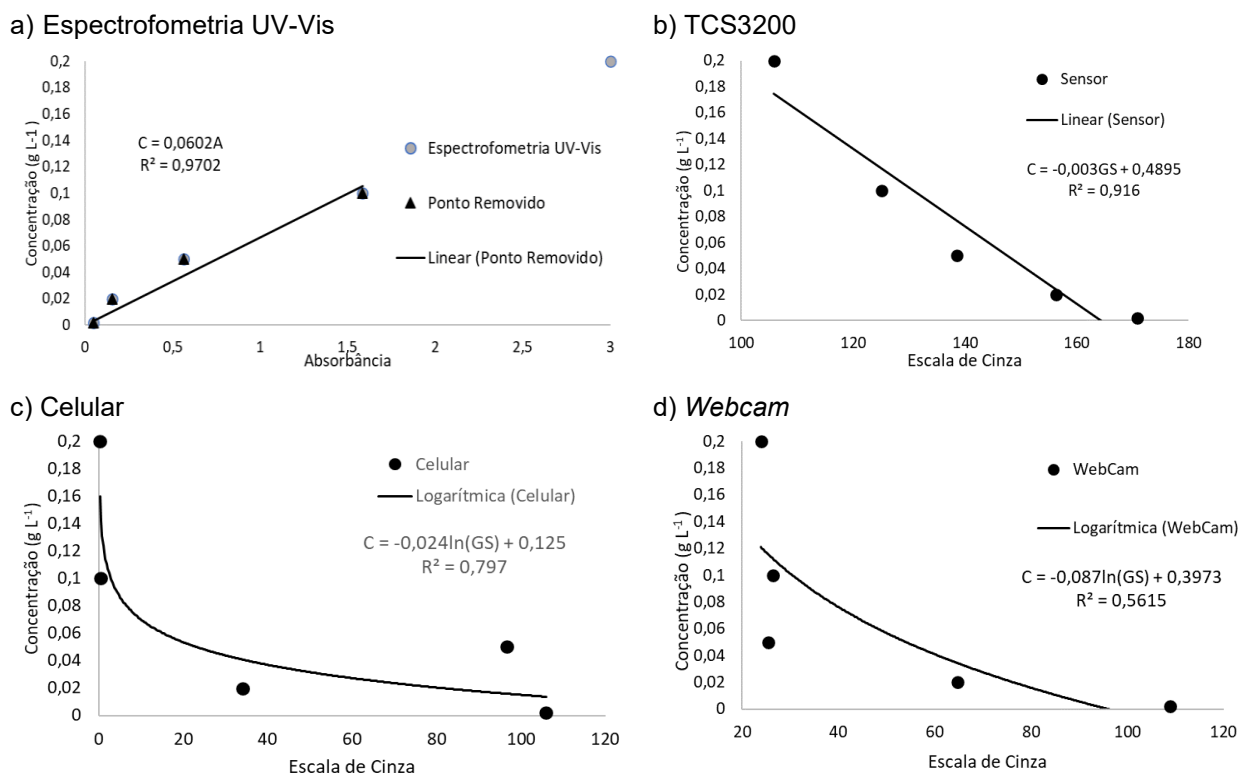 a) Espectrofometria UV-Vis
Concentração (g L-1)
0,2
0,18
0,16
0,14
0,12
0,1
0,08
0,06
0,04
0,02
0
C = 0,0602A
R² = 0,9702
Espectrofometria UV-Vis
Ponto Removido
Linear (Ponto Removido)
0 0,5 1 1,5 2 2,5 3
Absorbância
b) TCS3200
Concentração (g L-1)
0,2
0,18
0,16
0,14
0,12
0,1
0,08
0,06
0,04
0,02
0
Sensor
Linear (Sensor)
C = -0,003GS + 0,4895
R² = 0,916
100 120 140 160 180
Escala de Cinza
c) Celular
Concentração (g L-1)
0,2
0,18
0,16
0,14
0,12
0,1
0,08
0,06
0,04
0,02
0
Celular
Logarítmica (Celular)
C = -0,024ln(GS) + 0,125
R² = 0,797
0 20 40 60 80 100 120
Escala de Cinza
d) Webcam
Concentração (g L-1)
0,2
0,18
0,16
0,14
0,12
0,1
0,08
0,06
0,04
0,02
0
WebCam
Logarítmica (WebCam)
C = -0,087ln(GS) + 0,3973
R² = 0,5615
20 40 60 80 100 120
Escala de Cinza